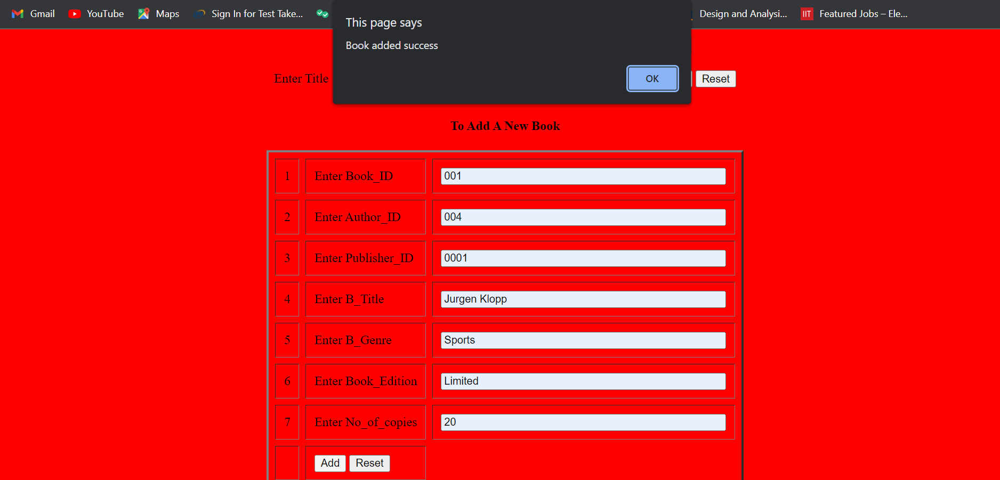 Gmail YouTube Maps Sign In for Test Take... Design and Analysi... IIT Featured Jobs – Ele...
This page says
Book added success
OK
Enter Title Reset
To Add A New Book
1 Enter Book_ID 001
2 Enter Author_ID 004
3 Enter Publisher_ID 0001
4 Enter B_Title Jurgen Klopp
5 Enter B_Genre Sports
6 Enter Book_Edition Limited
7 Enter No_of_copies 20
Add Reset